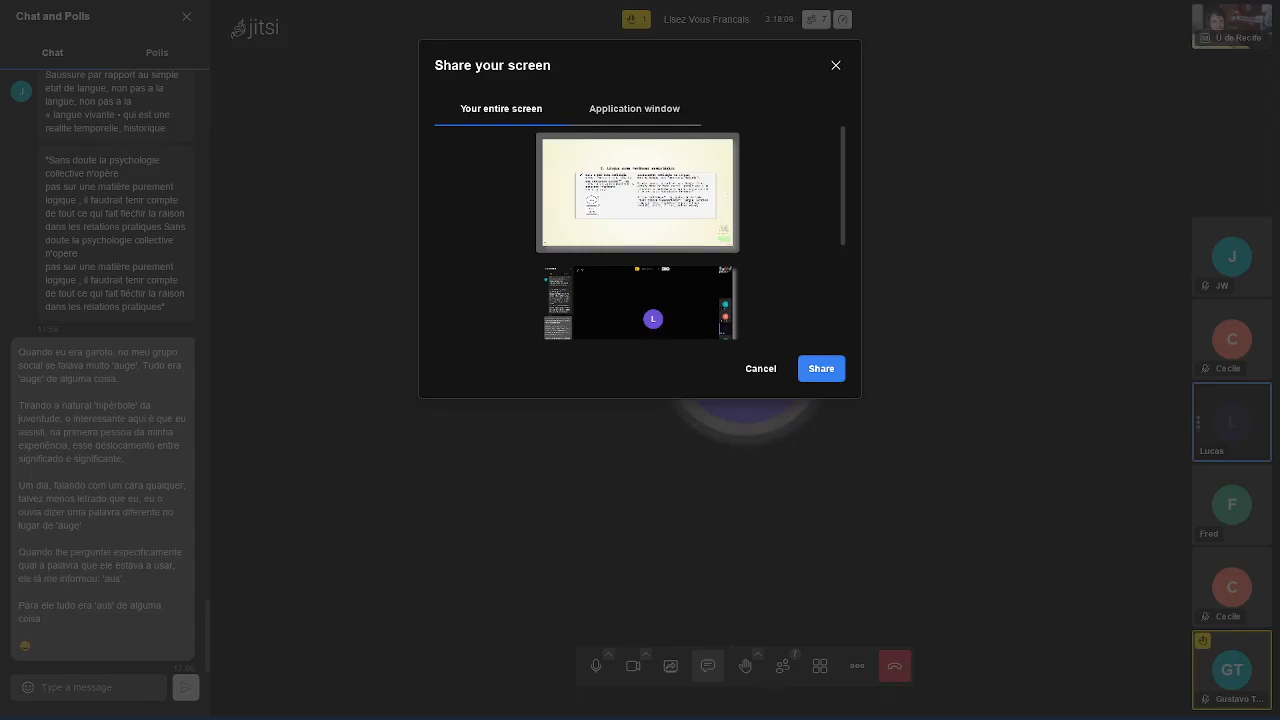 Chat and Polls
Chat
Polls
Saussure par rapport au simple
etat de langue, non pas a la
langue, non pas a la
« langue vivante • qui est une
realite temporelle, historique.
"Sans doute la psychologie
collective n'opère
pas sur une matière purement
logique ; il faudrait tenir compte
de tout ce qui fait fléchir la raison
dans les relations pratiques Sans
doute la psychologie collective
n'opere
pas sur une matière purement
logique ; il faudrait tenir compte
de tout ce qui fait fléchir la raison
dans les relations pratiques"
11:56
Quando eu era garoto, no meu grupo
social se falava muito 'auge'. Tudo era
'auge' de alguma coisa.
Tirando a natural 'hipérbole' da
juventude, o interessante aqui é que eu
assisti, na primeira pessoa da minha
experiência, esse deslocamento entre
significado e significante.
Um dia, falando com um cara qualquer,
talvez menos letrado que eu, eu o
ouvia dizer uma palavra diferente no
lugar de 'auge'.
Quando lhe perguntei especificamente
qual a palavra que ele estava a usar,
ele lá me informou: 'aus'.
Para ele tudo era 'aus' de alguma
coisa.
12:00
Type a message
jitsi
1
Lisez Vous Francais
3:18:09
7
Share your screen
Your entire screen
Application window
L
Cancel
Share
7
U de Recife
J
JW
C
Cecile
L
Lucas
F
Fred
C
Cecile
GT
Gustavo T...